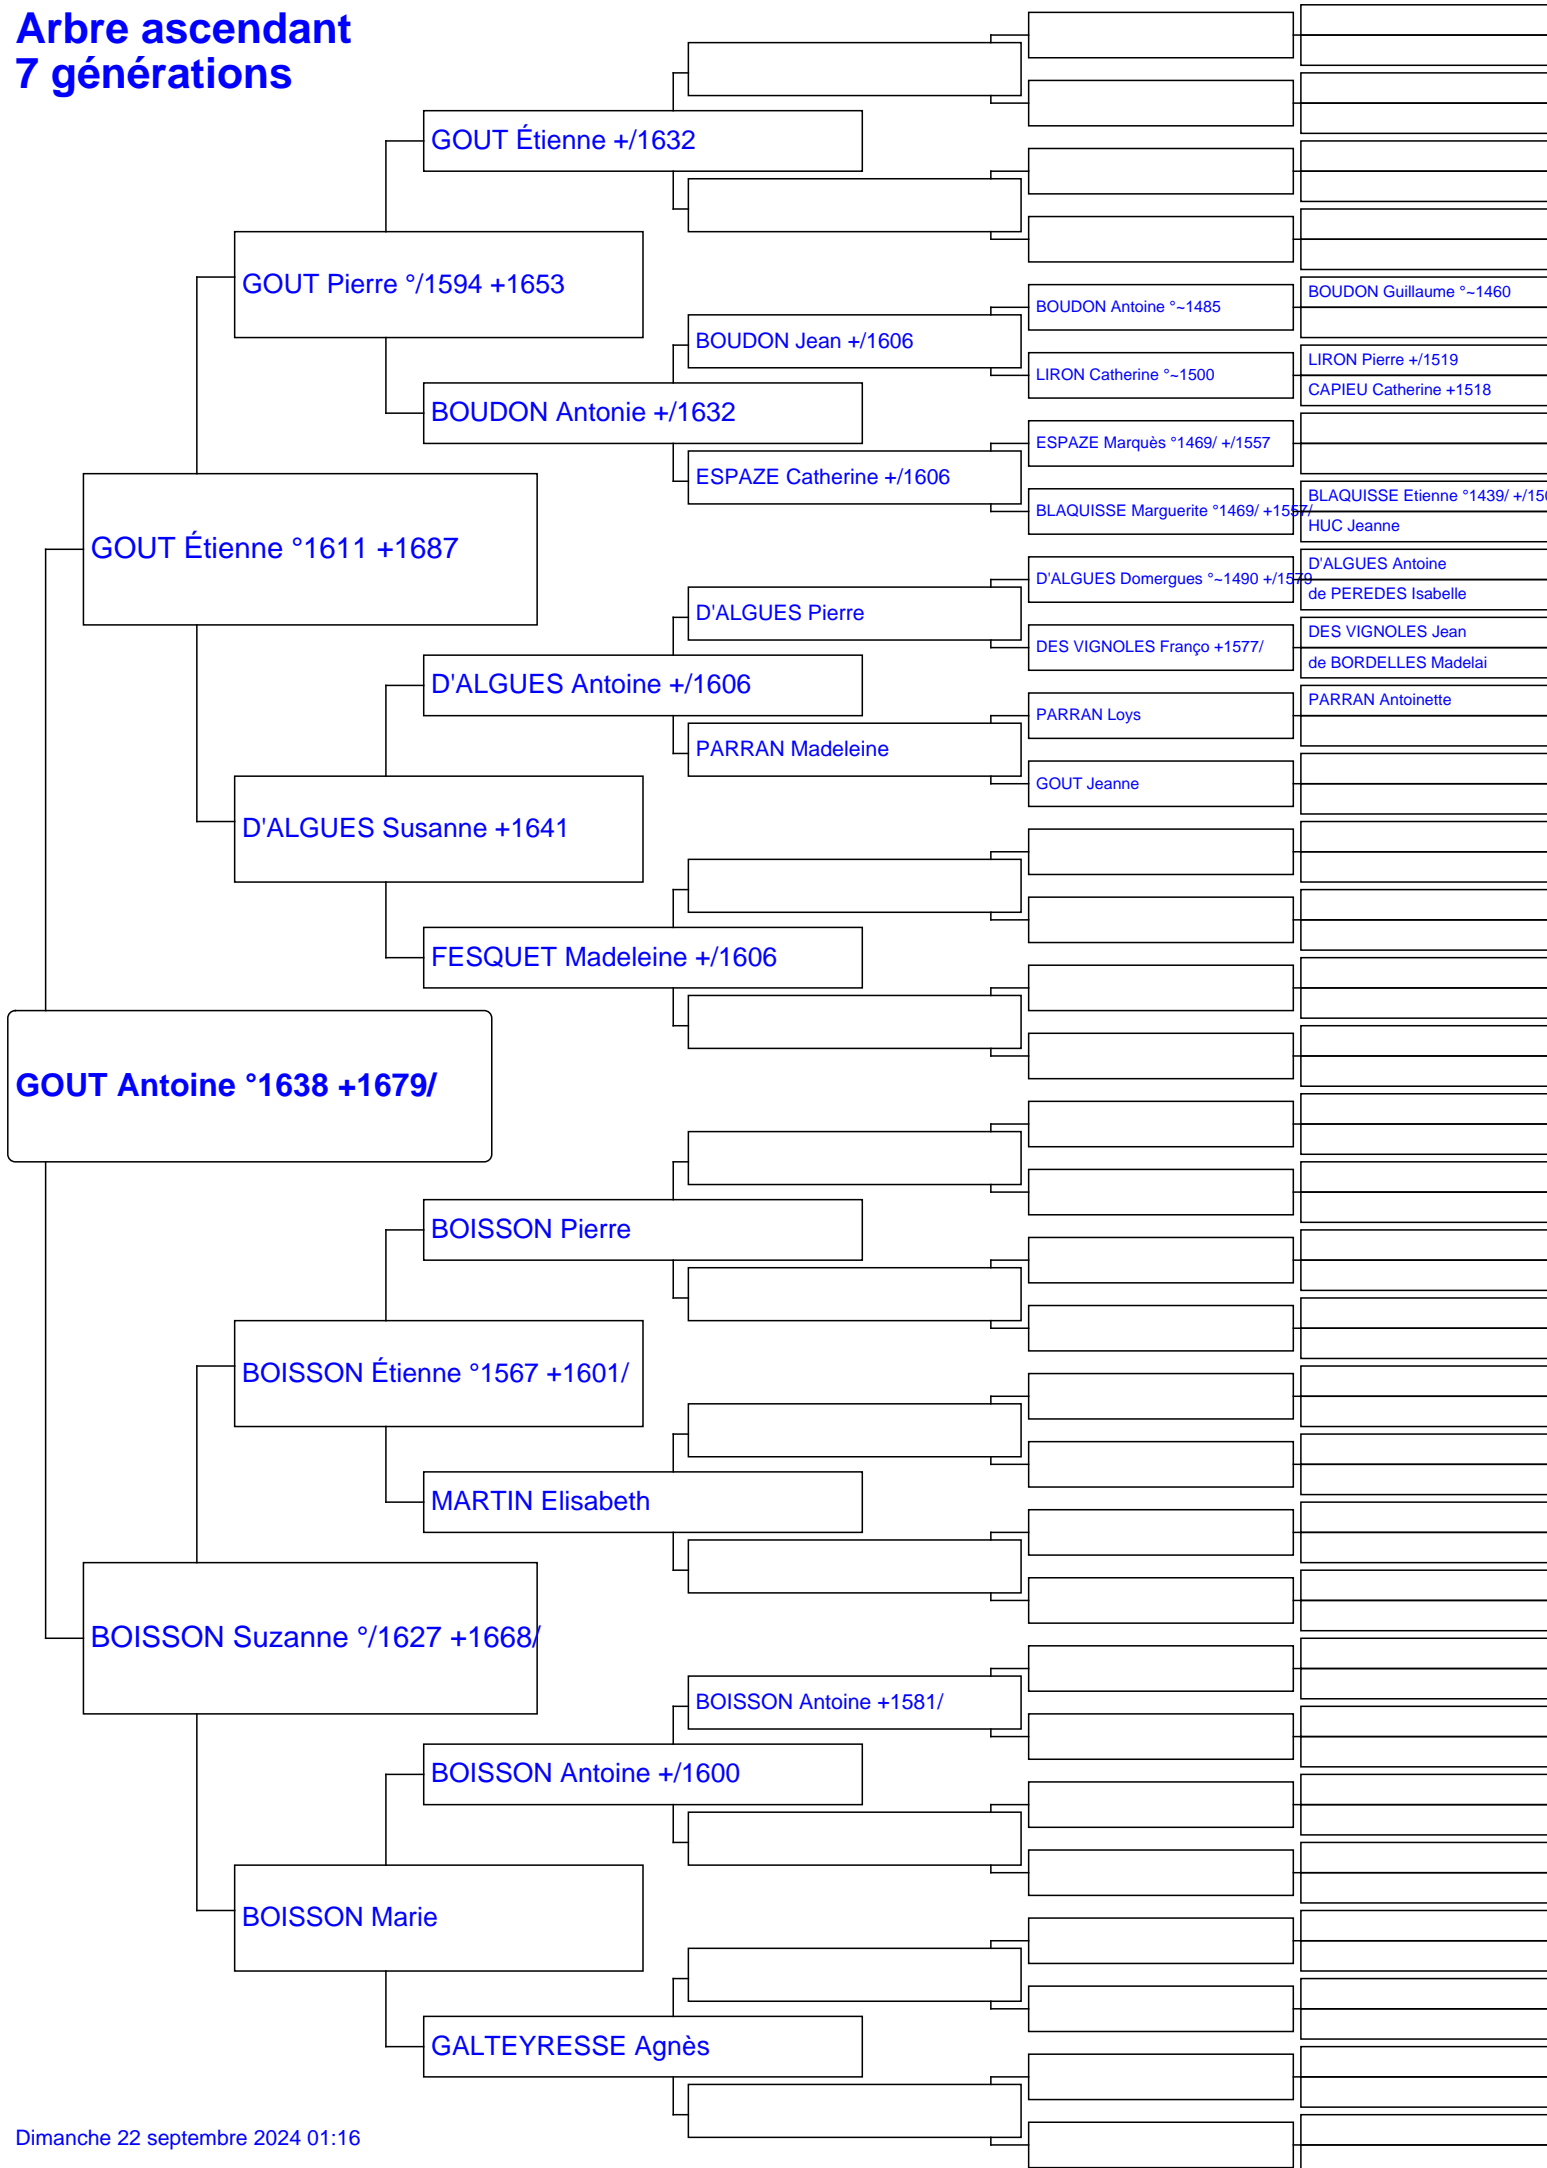 Arbre ascendant
7 générations
GOUT Étienne +/1632
GOUT Pierre °/1594 +1653
BOUDON Guillaume °~1460
BOUDON Antoine °~1485
BOUDON Jean +/1606
LIRON Pierre +/1519
LIRON Catherine °~1500
CAPIEU Catherine +1518
BOUDON Antonie +/1632
ESPAZE Marquès °1469/ +/1557
ESPAZE Catherine +/1606
BLAQUISSE Etienne °1439/ +/150
BLAQUISSE Marguerite °1469/ +1557/
HUC Jeanne
GOUT Étienne °1611 +1687
D'ALGUES Antoine
D'ALGUES Domergues °~1490 +/1579
de PEREDES Isabelle
D'ALGUES Pierre
DES VIGNOLES Jean
DES VIGNOLES Franço +1577/
de BORDELLES Madelai
D'ALGUES Antoine +/1606
PARRAN Antoinette
PARRAN Loys
PARRAN Madeleine
GOUT Jeanne
D'ALGUES Susanne +1641
FESQUET Madeleine +/1606
GOUT Antoine °1638 +1679/
BOISSON Pierre
BOISSON Étienne °1567 +1601/
MARTIN Elisabeth
BOISSON Suzanne °/1627 +1668/
BOISSON Antoine +1581/
BOISSON Antoine +/1600
BOISSON Marie
GALTEYRESSE Agnès
Dimanche 22 septembre 2024 01:16